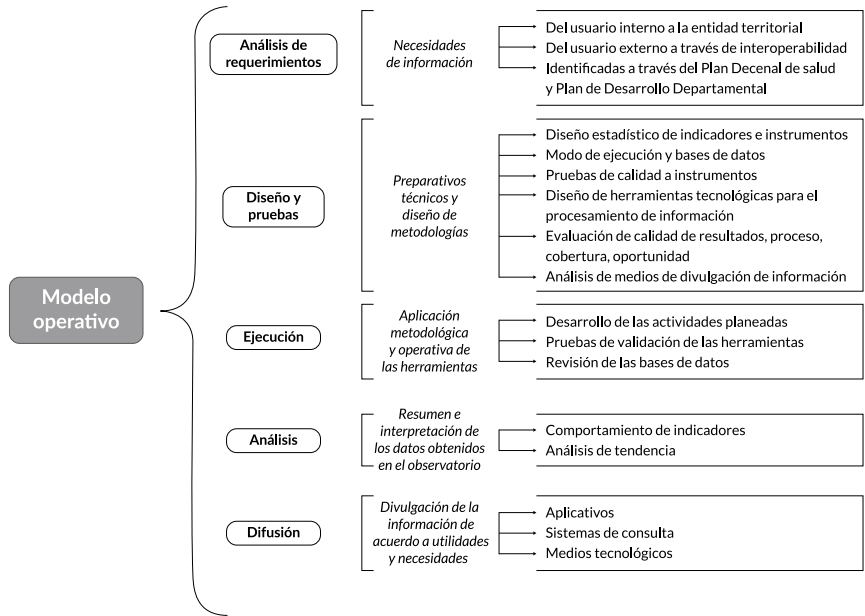 Modelo
operativo
Análisis de
requerimientos
Necesidades
de información
Del usuario interno a la entidad territorial
Del usuario externo a través de interoperabilidad
Identificadas a través del Plan Decenal de salud
y Plan de Desarrollo Departamental
Diseño y
pruebas
Preparativos
técnicos y
diseño de
metodologías
Diseño estadístico de indicadores e instrumentos
Modo de ejecución y bases de datos
Pruebas de calidad a instrumentos
Diseño de herramientas tecnológicas para el
procesamiento de información
Evaluación de calidad de resultados, proceso,
cobertura, oportunidad
Análisis de medios de divulgación de información
Ejecución
Aplicación
metodológica
y operativa de
las herramientas
Desarrollo de las actividades planeadas
Pruebas de validación de las herramientas
Revisión de las bases de datos
Análisis
Resumen e
interpretación de
los datos obtenidos
en el observatorio
Comportamiento de indicadores
Análisis de tendencia
Difusión
Divulgación de la
información de
acuerdo a utilidades
y necesidades
Aplicativos
Sistemas de consulta
Medios tecnológicos